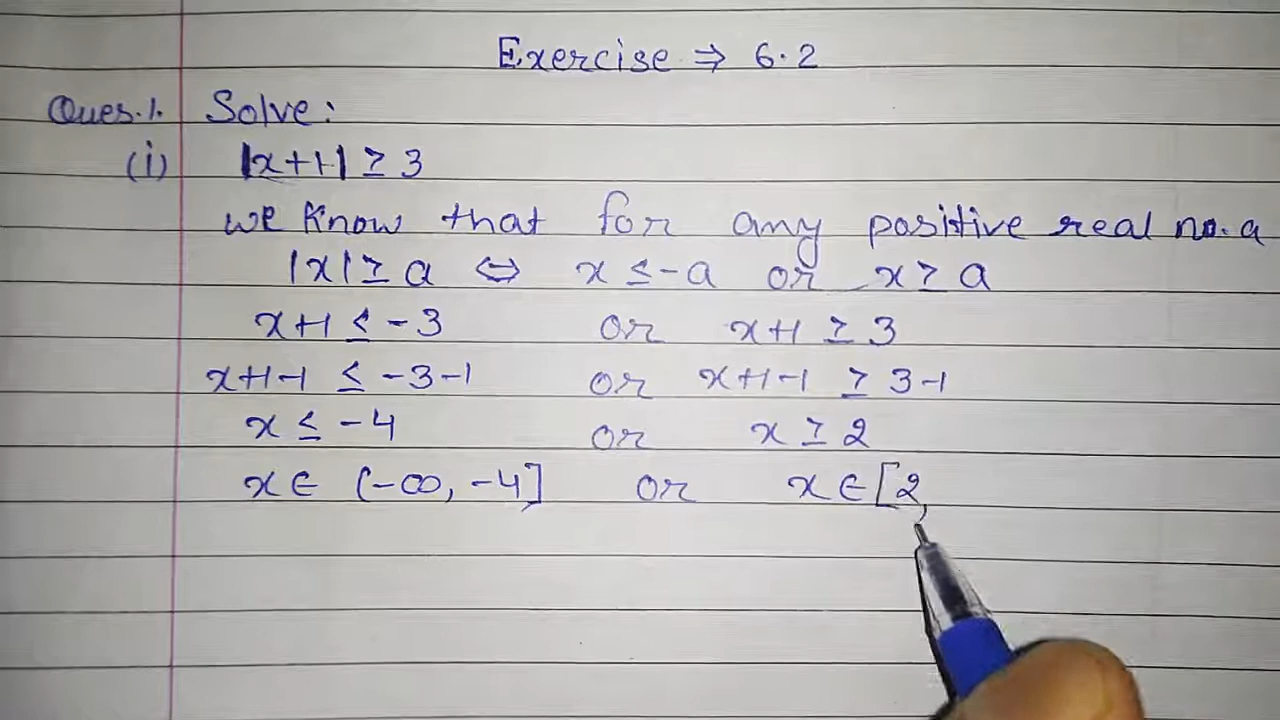 Exercise ⇒ 6.2
Ques.1. Solve:
(i) |x+1| ≥ 3
we know that for any positive real no. a
|x| ≥ a ⇔ x ≤ -a or x ≥ a
x+1 ≤ -3 or x+1 ≥ 3
x+1-1 ≤ -3-1 or x+1-1 ≥ 3-1
x ≤ -4 or x ≥ 2
x ∈ (-∞, -4] or x ∈ [2,